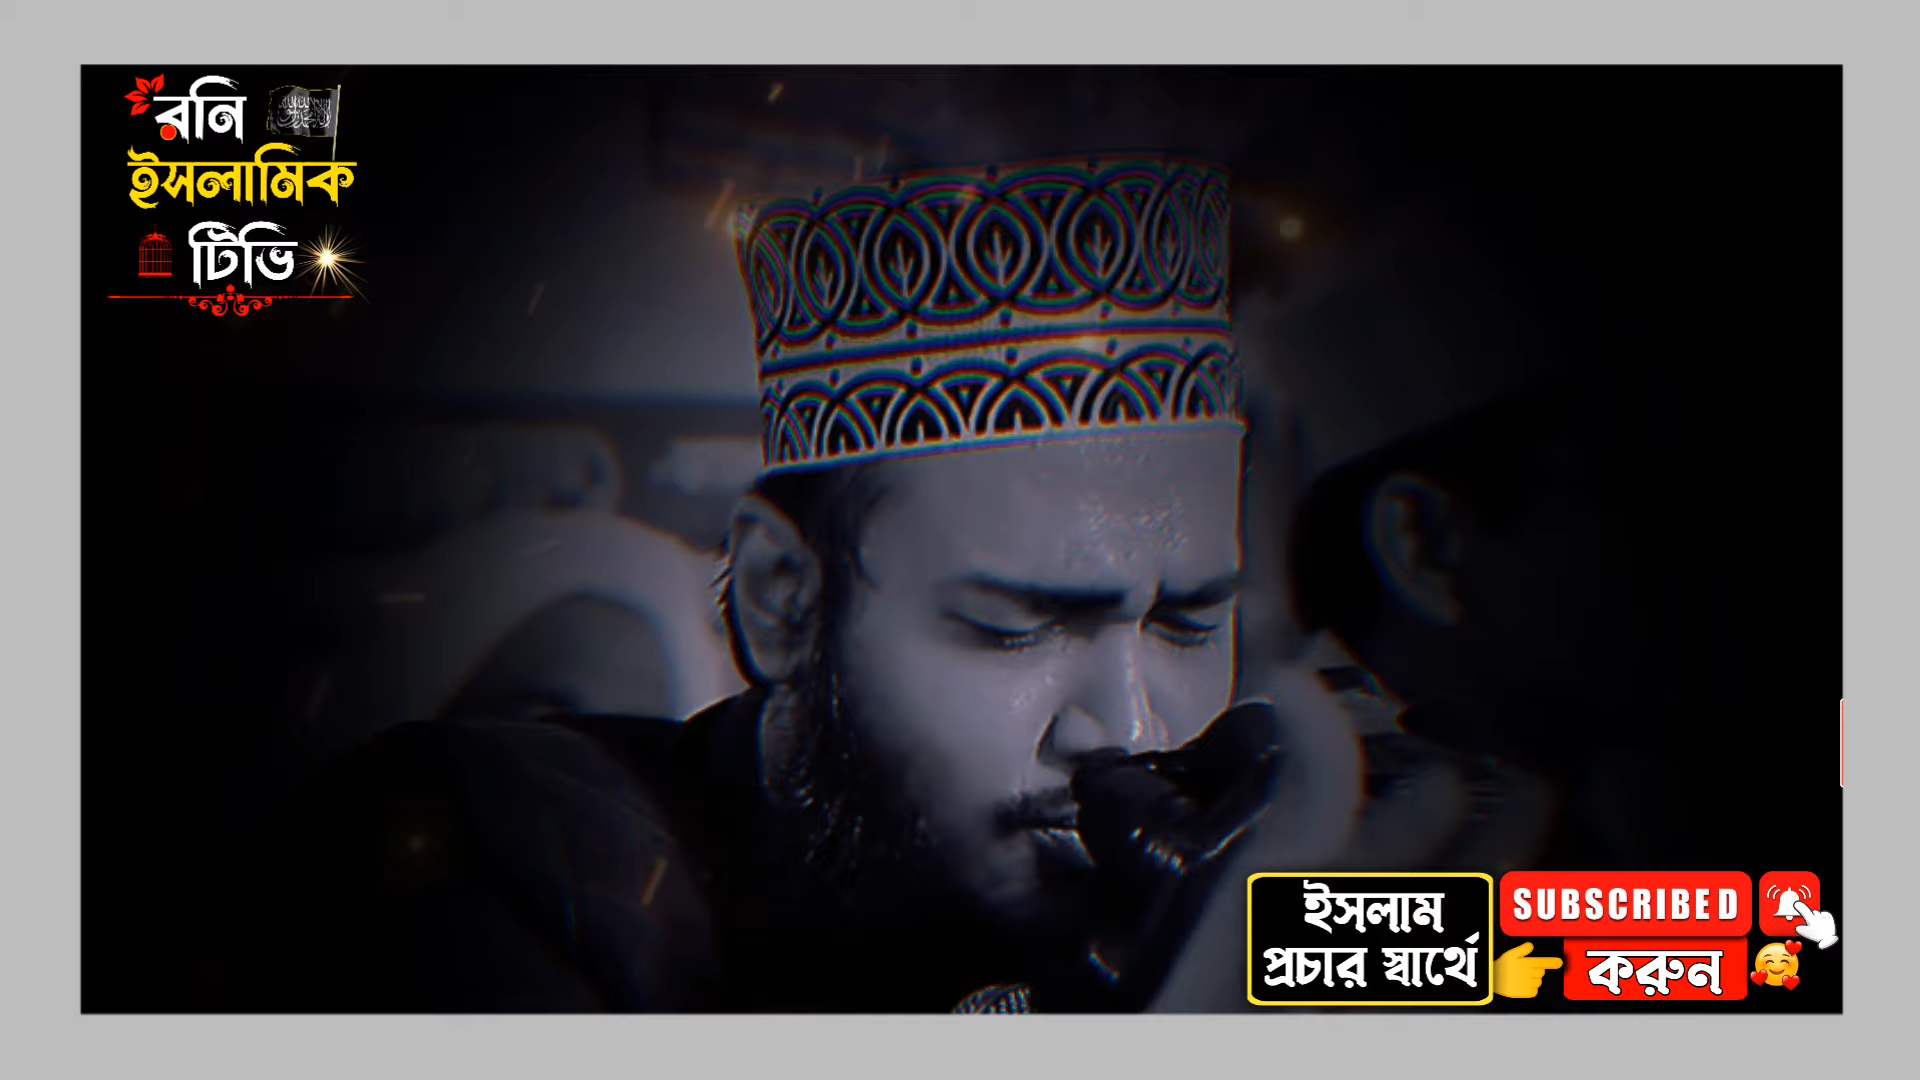 রনি
ইসলামিক
টিভি
ইসলাম
প্রচার স্বার্থে
SUBSCRIBED
করুন